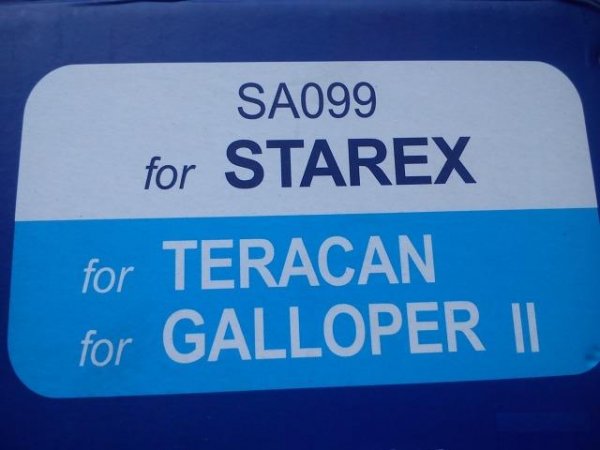 SA099
for STAREX
for TERACAN
for GALLOPER II